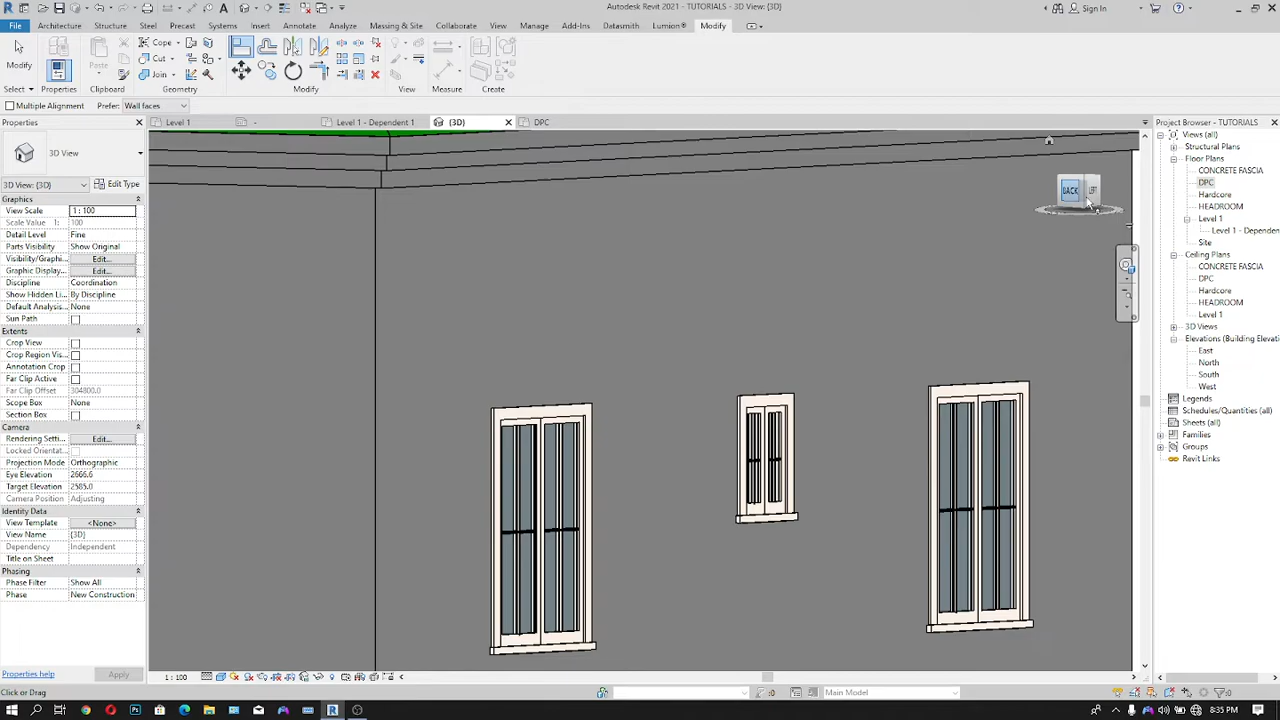 Autodesk Revit 2021 - TUTORIALS - 3D View: {3D}
Sign In
File Architecture Structure Steel Precast Systems Insert Annotate Analyze Massing & Site Collaborate View Manage Add-Ins Datasmith Lumion® Modify
Modify
Paste
Cope
Cut
Join
Select Properties Clipboard Geometry Modify View Measure Create
Multiple Alignment Prefer: Wall faces
Properties
Level 1
-
Level 1 - Dependent 1
{3D}
DPC
Project Browser - TUTORIALS
3D View
3D View: {3D} Edit Type
Graphics
View Scale 1 : 100
Scale Value 1: 100
Detail Level Fine
Parts Visibility Show Original
Visibility/Graphi... Edit...
Graphic Display... Edit...
Discipline Coordination
Show Hidden Li... By Discipline
Default Analysis... None
Sun Path
Extents
Crop View
Crop Region Vis...
Annotation Crop
Far Clip Active
Far Clip Offset 304800.0
Scope Box None
Section Box
Camera
Rendering Setti... Edit...
Locked Orientat...
Projection Mode Orthographic
Eye Elevation 2666.6
Target Elevation 2585.0
Camera Position Adjusting
Identity Data
View Template <None>
View Name {3D}
Dependency Independent
Title on Sheet
Phasing
Phase Filter Show All
Phase New Construction
Properties help Apply
BACK
Views (all)
Structural Plans
Floor Plans
CONCRETE FASCIA
DPC
Hardcore
HEADROOM
Level 1
Level 1 - Depender
Site
Ceiling Plans
CONCRETE FASCIA
DPC
Hardcore
HEADROOM
Level 1
3D Views
Elevations (Building Elevati
East
North
South
West
Legends
Schedules/Quantities (all)
Sheets (all)
Families
Groups
Revit Links
1 : 100
Click or Drag
:0
Main Model
:0
8:35 PM